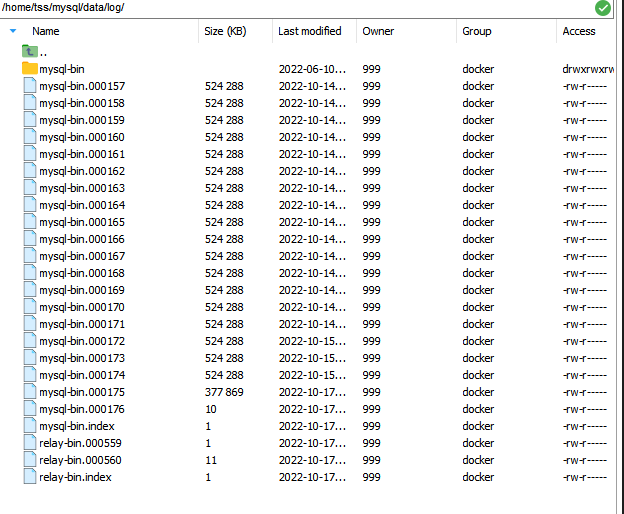 /home/tss/mysql/data/log/
Name Size (KB) Last modified Owner Group Access
..
mysql-bin 2022-06-10... 999 docker drwxrwxrw
mysql-bin.000157 524 288 2022-10-14... 999 docker -rw-r-----
mysql-bin.000158 524 288 2022-10-14... 999 docker -rw-r-----
mysql-bin.000159 524 288 2022-10-14... 999 docker -rw-r-----
mysql-bin.000160 524 288 2022-10-14... 999 docker -rw-r-----
mysql-bin.000161 524 288 2022-10-14... 999 docker -rw-r-----
mysql-bin.000162 524 288 2022-10-14... 999 docker -rw-r-----
mysql-bin.000163 524 288 2022-10-14... 999 docker -rw-r-----
mysql-bin.000164 524 288 2022-10-14... 999 docker -rw-r-----
mysql-bin.000165 524 288 2022-10-14... 999 docker -rw-r-----
mysql-bin.000166 524 288 2022-10-14... 999 docker -rw-r-----
mysql-bin.000167 524 288 2022-10-14... 999 docker -rw-r-----
mysql-bin.000168 524 288 2022-10-14... 999 docker -rw-r-----
mysql-bin.000169 524 288 2022-10-14... 999 docker -rw-r-----
mysql-bin.000170 524 288 2022-10-14... 999 docker -rw-r-----
mysql-bin.000171 524 288 2022-10-14... 999 docker -rw-r-----
mysql-bin.000172 524 288 2022-10-15... 999 docker -rw-r-----
mysql-bin.000173 524 288 2022-10-15... 999 docker -rw-r-----
mysql-bin.000174 524 288 2022-10-15... 999 docker -rw-r-----
mysql-bin.000175 377 869 2022-10-17... 999 docker -rw-r-----
mysql-bin.000176 10 2022-10-17... 999 docker -rw-r-----
mysql-bin.index 1 2022-10-17... 999 docker -rw-r-----
relay-bin.000559 1 2022-10-17... 999 docker -rw-r-----
relay-bin.000560 11 2022-10-17... 999 docker -rw-r-----
relay-bin.index 1 2022-10-17... 999 docker -rw-r-----